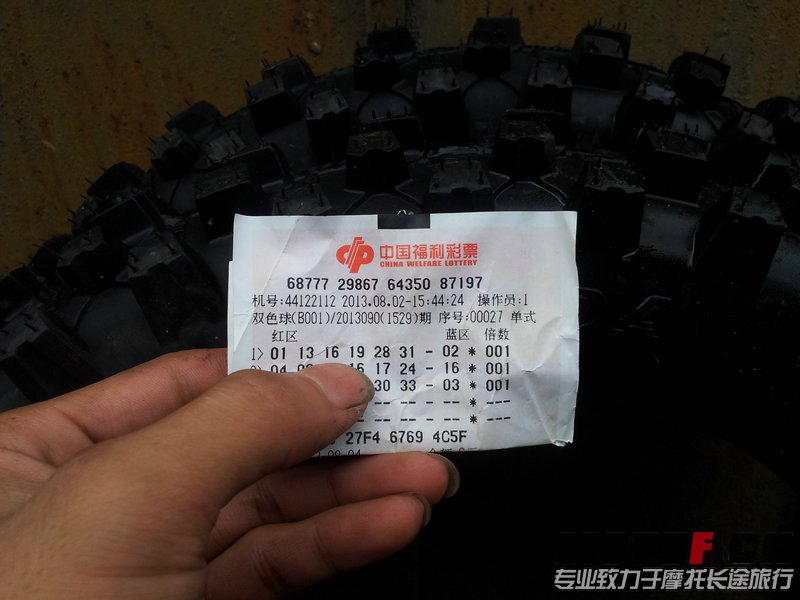 中国福利彩票
CHINA WELFARE LOTTERY
68777 29867 64350 87197
机号:44122112 2013.08.02-15:44:24 操作员:1
双色球(B001)/2013090(1529)期 序号:00027 单式
红区 蓝区 倍数
1> 01 13 16 19 28 31 - 02 * 001
04 16 17 24 - 16 * 001
30 33 - 03 * 001
-- -- -- * ---
-- -- -- * ---
27F4 6769 4C5F
专业致力于摩托长途旅行